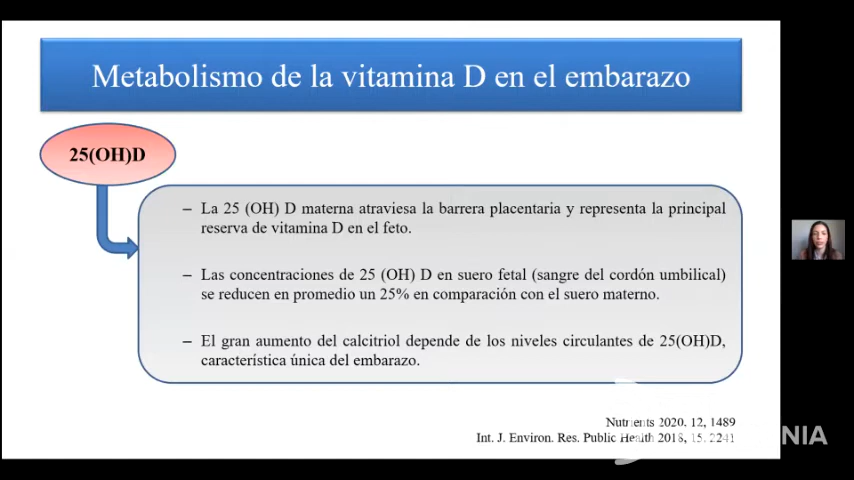 Metabolismo de la vitamina D en el embarazo
25(OH)D
– La 25 (OH) D materna atraviesa la barrera placentaria y representa la principal
reserva de vitamina D en el feto.
– Las concentraciones de 25 (OH) D en suero fetal (sangre del cordón umbilical)
se reducen en promedio un 25% en comparación con el suero materno.
– El gran aumento del calcitriol depende de los niveles circulantes de 25(OH)D,
característica única del embarazo.
Nutrients 2020, 12, 1489
Int. J. Environ. Res. Public Health 2018, 15, 2241